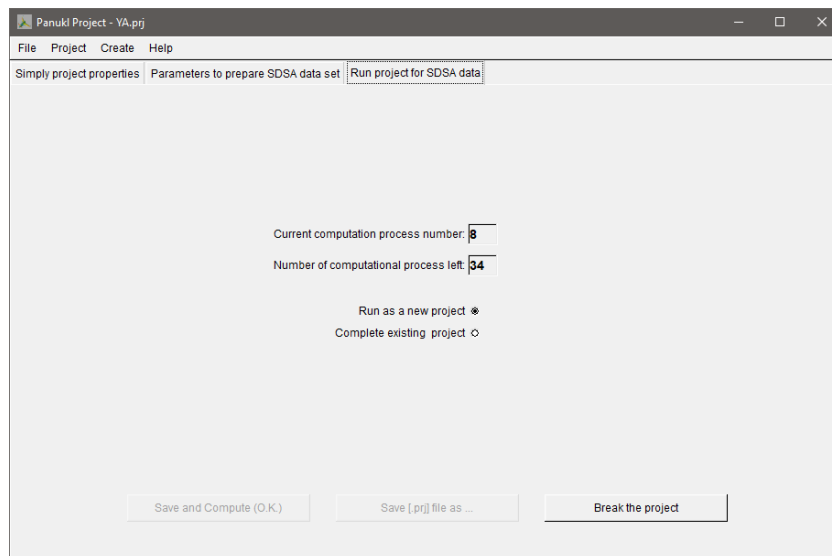 Panukl Project - YA.prj
File Project Create Help
Simply project properties Parameters to prepare SDSA data set Run project for SDSA data
Current computation process number: 8
Number of computational process left: 34
Run as a new project
Complete existing project
Save and Compute (O.K.) Save [.prj] file as ... Break the project